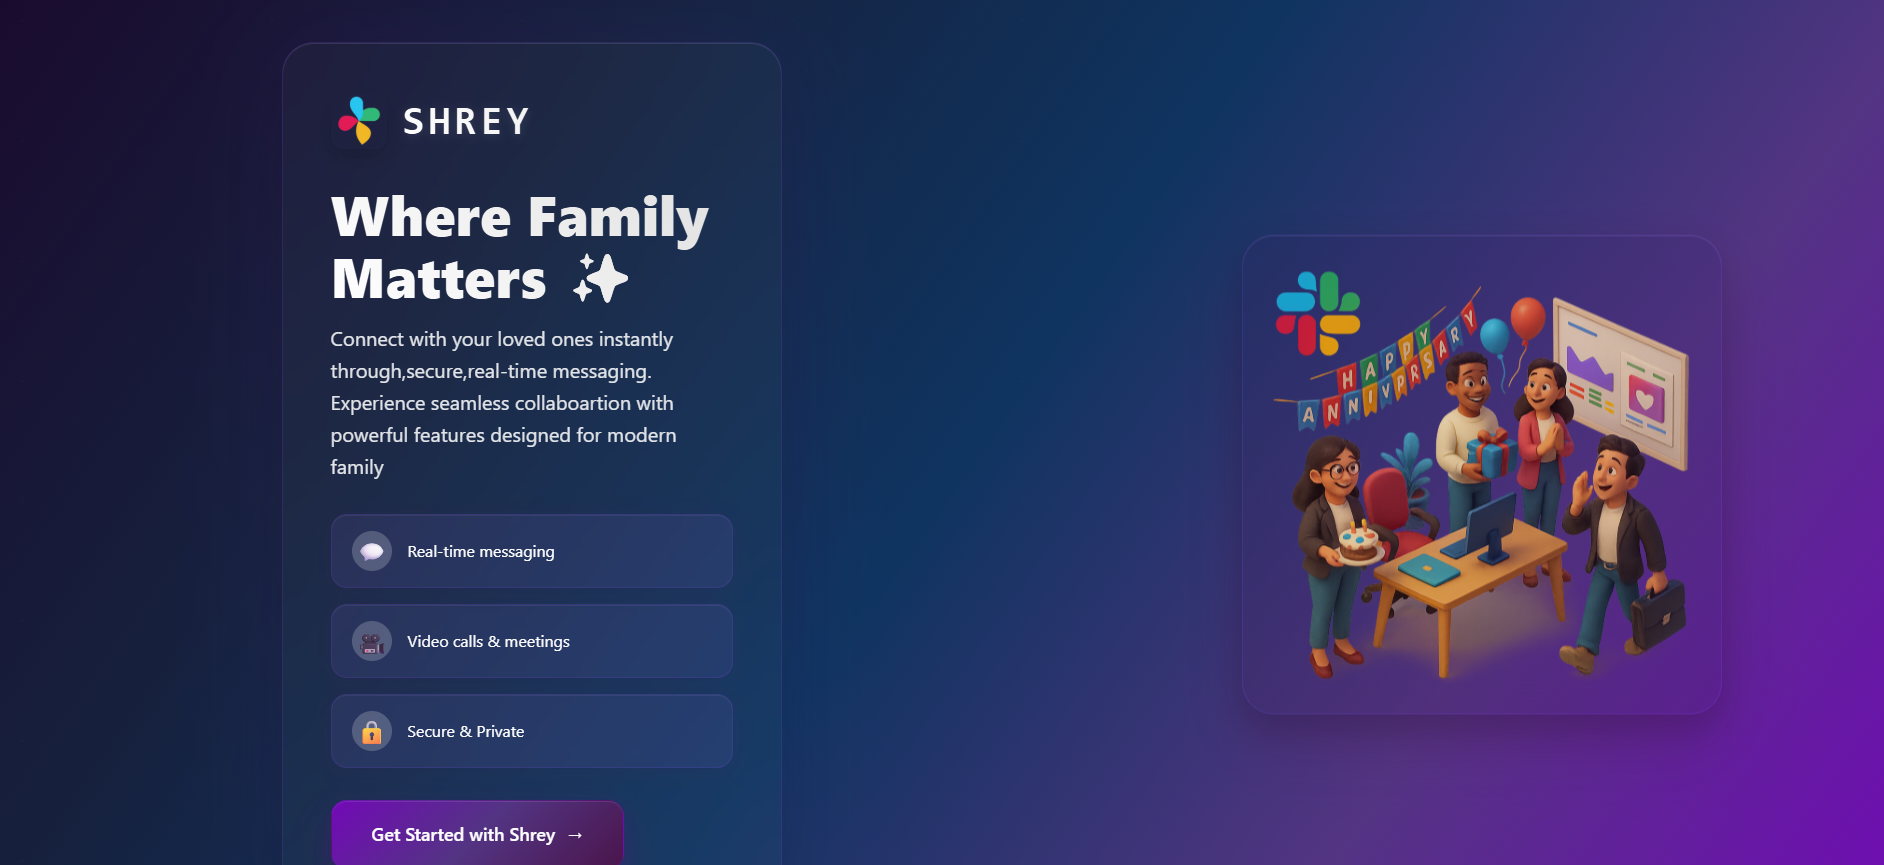 SHREY
Where Family
Matters ✨
Connect with your loved ones instantly
through,secure,real-time messaging.
Experience seamless collaboartion with
powerful features designed for modern
family
Real-time messaging
Video calls & meetings
Secure & Private
Get Started with Shrey →
HAPPY
ANNIVPRSARY